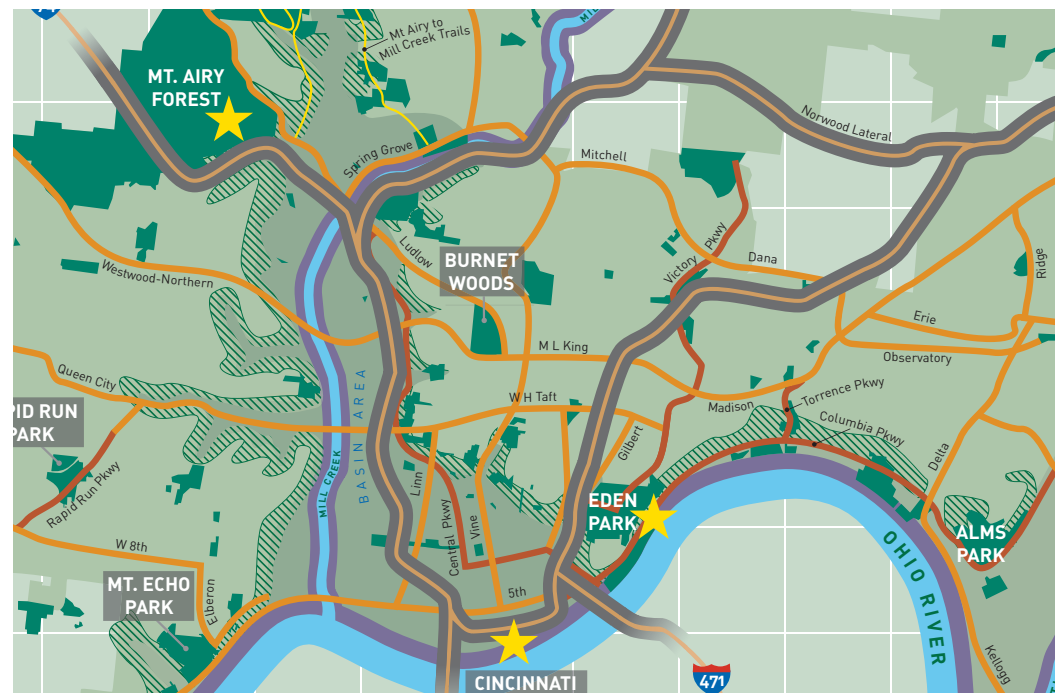 74
Mt Airy to
Mill Creek Trails
MT. AIRY
FOREST
Norwood Lateral
Spring Grove
Mitchell
Ludlow
BURNET
WOODS
Victory Pkwy
Dana
Ridge
Westwood-Northern
Erie
M L King
Observatory
Queen City
BASIN AREA
W H Taft
Madison
Torrence Pkwy
Columbia Pkwy
PID RUN
PARK
Rapid Run Pkwy
MILL CREEK
Linn
Gilbert
Delta
Central Pkwy
Vine
EDEN
PARK
ALMS
PARK
W 8th
OHIO RIVER
MT. ECHO
PARK
Elberon
5th
Kellogg
471
CINCINNATI